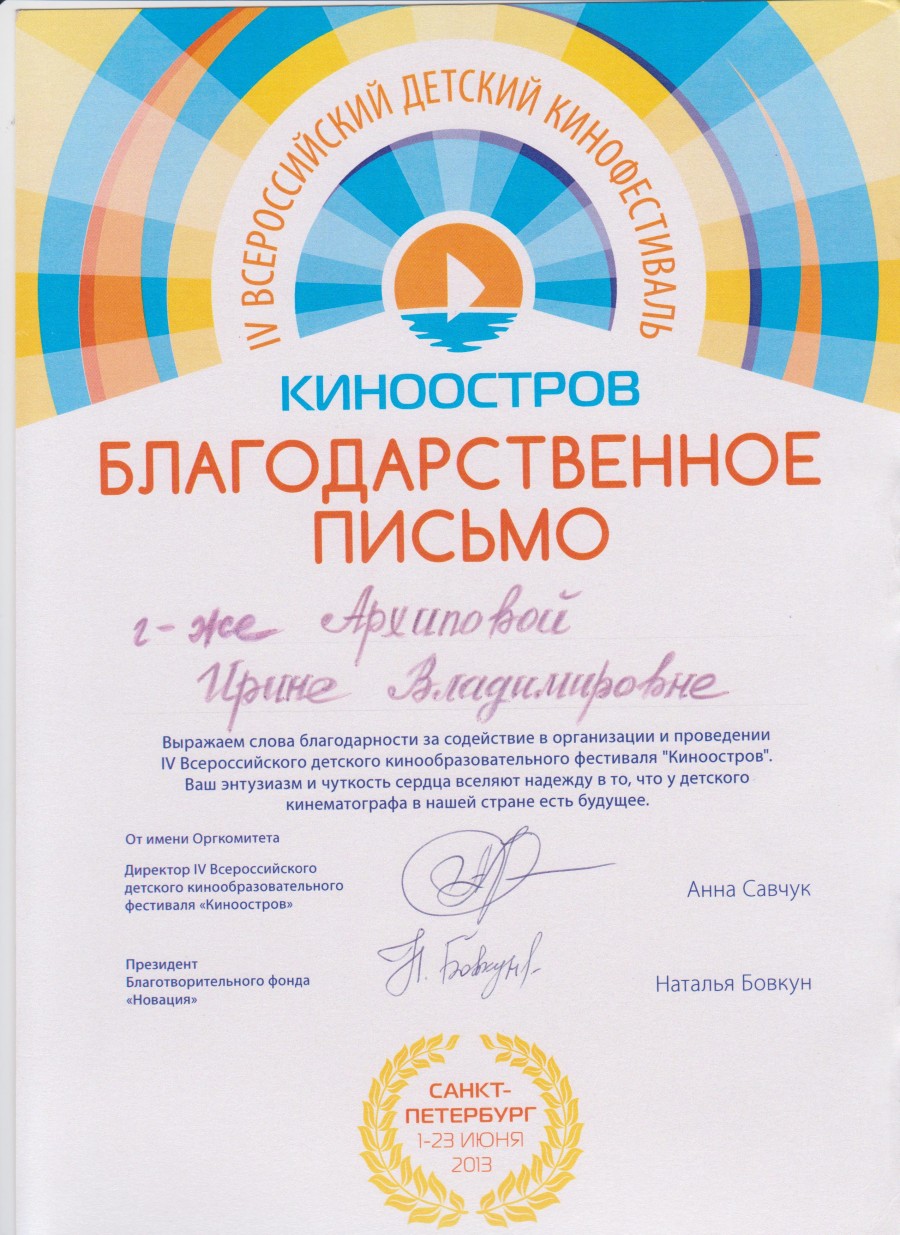 IV ВСЕРОССИЙСКИЙ ДЕТСКИЙ КИНОФЕСТИВАЛЬ
КИНООСТРОВ
БЛАГОДАРСТВЕННОЕ
ПИСЬМО
г-же Архиповой
Ирине Владимировне
Выражаем слова благодарности за содействие в организации и проведении
IV Всероссийского детского кинообразовательного фестиваля "Киноостров".
Ваш энтузиазм и чуткость сердца вселяют надежду в то, что у детского
кинематографа в нашей стране есть будущее.
От имени Оргкомитета
Директор IV Всероссийского
детского кинообразовательного
фестиваля «Киноостров»
Анна Савчук
Н. Бовкун
Президент
Благотворительного фонда
«Новация»
Наталья Бовкун
САНКТ-
ПЕТЕРБУРГ
1-23 ИЮНЯ
2013